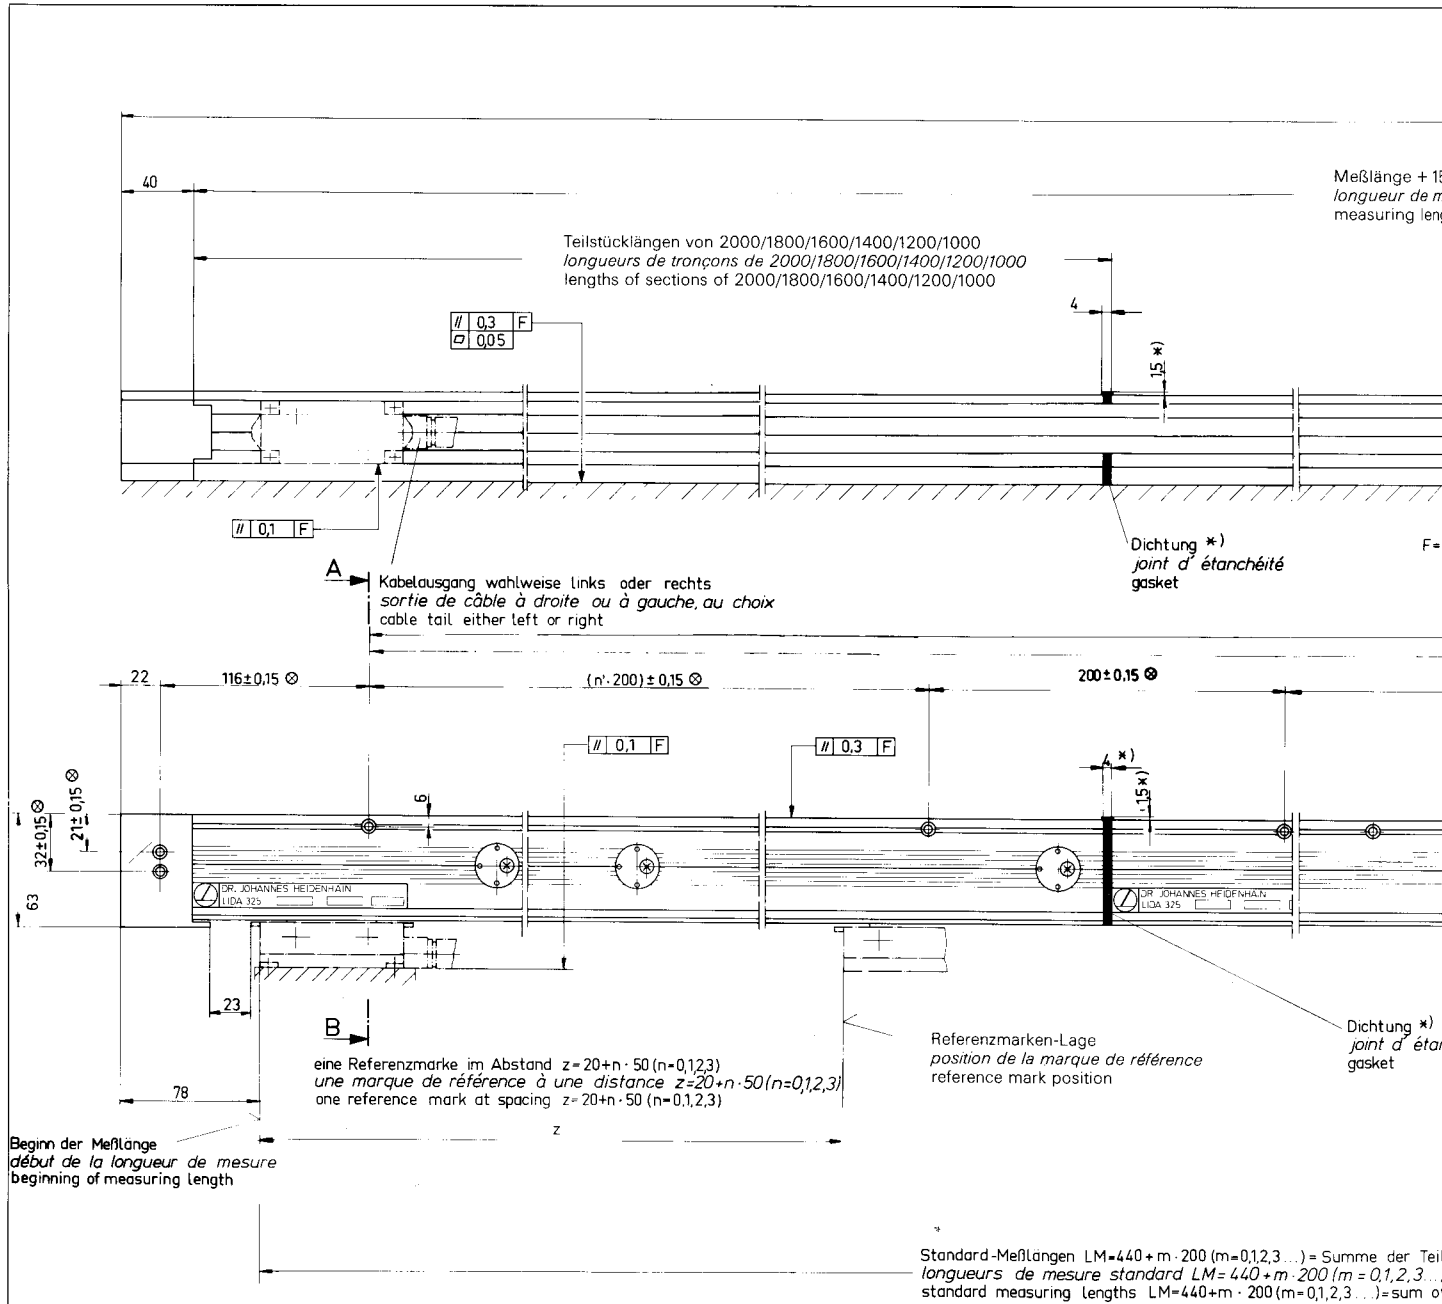 40
Meßlänge + 15
longueur de m
measuring leng
Teilstücklängen von 2000/1800/1600/1400/1200/1000
longueurs de tronçons de 2000/1800/1600/1400/1200/1000
lengths of sections of 2000/1800/1600/1400/1200/1000
4
// 0,3 F
⏥ 0,05
1,5 *)
// 0,1 F
Dichtung *)
joint d' étanchéité
gasket
F=
A
Kabelausgang wahlweise links oder rechts
sortie de câble à droite ou à gauche, au choix
cable tail either left or right
22
116±0,15 ⊗
(n'·200)±0,15 ⊗
200±0,15 ⊗
// 0,1 F
// 0,3 F
4 *)
1,5*)
6
21±0,15 ⊗
32±0,15 ⊗
63
DR. JOHANNES HEIDENHAIN
LIDA 325
DR. JOHANNES HEIDENHAIN
LIDA 325
23
B
eine Referenzmarke im Abstand z=20+n·50 (n=0,1,2,3)
une marque de référence à une distance z=20+n·50 (n=0,1,2,3)
one reference mark at spacing z=20+n·50 (n=0,1,2,3)
Referenzmarken-Lage
position de la marque de référence
reference mark position
Dichtung *)
joint d' étan
gasket
78
z
Beginn der Meßlänge
début de la longueur de mesure
beginning of measuring length
Standard-Meßlängen LM=440+m·200 (m=0,1,2,3...)= Summe der Teil
longueurs de mesure standard LM=440+m·200 (m=0,1,2,3...
standard measuring lengths LM=440+m·200 (m=0,1,2,3...)=sum o